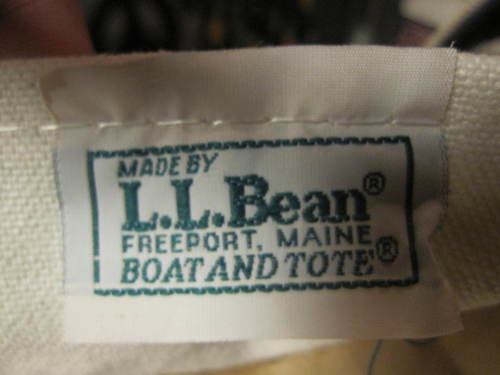 MADE BY
L.L.Bean®
FREEPORT, MAINE
BOAT AND TOTE®